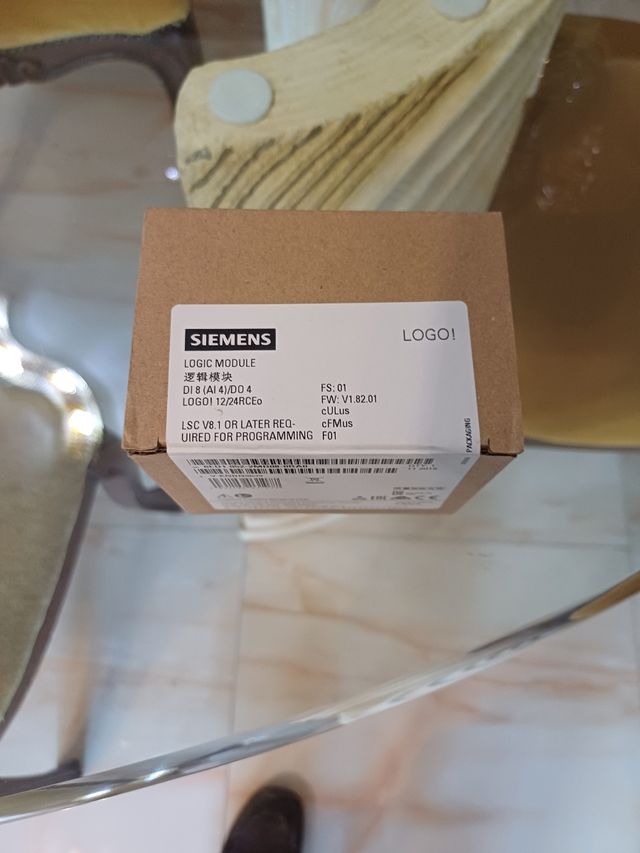 SIEMENS
LOGO!
LOGIC MODULE
逻辑模块
DI 8 (AI 4)/DO 4
LOGO! 12/24RCEo
LSC V8.1 OR LATER REQ-
UIRED FOR PROGRAMMING
FS: 01
FW: V1.82.01
cULus
cFMus
F01
PACKAGING